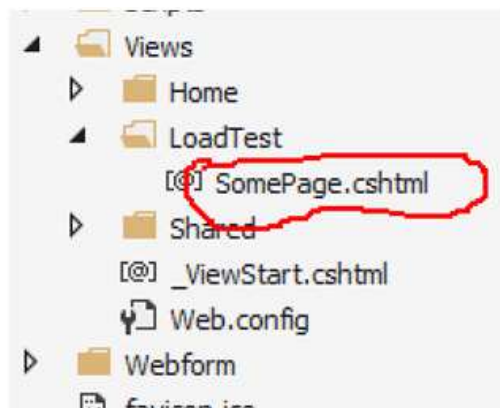 Views
Home
LoadTest
[@] SomePage.cshtml
Shared
[@] _ViewStart.cshtml
Web.config
Webform